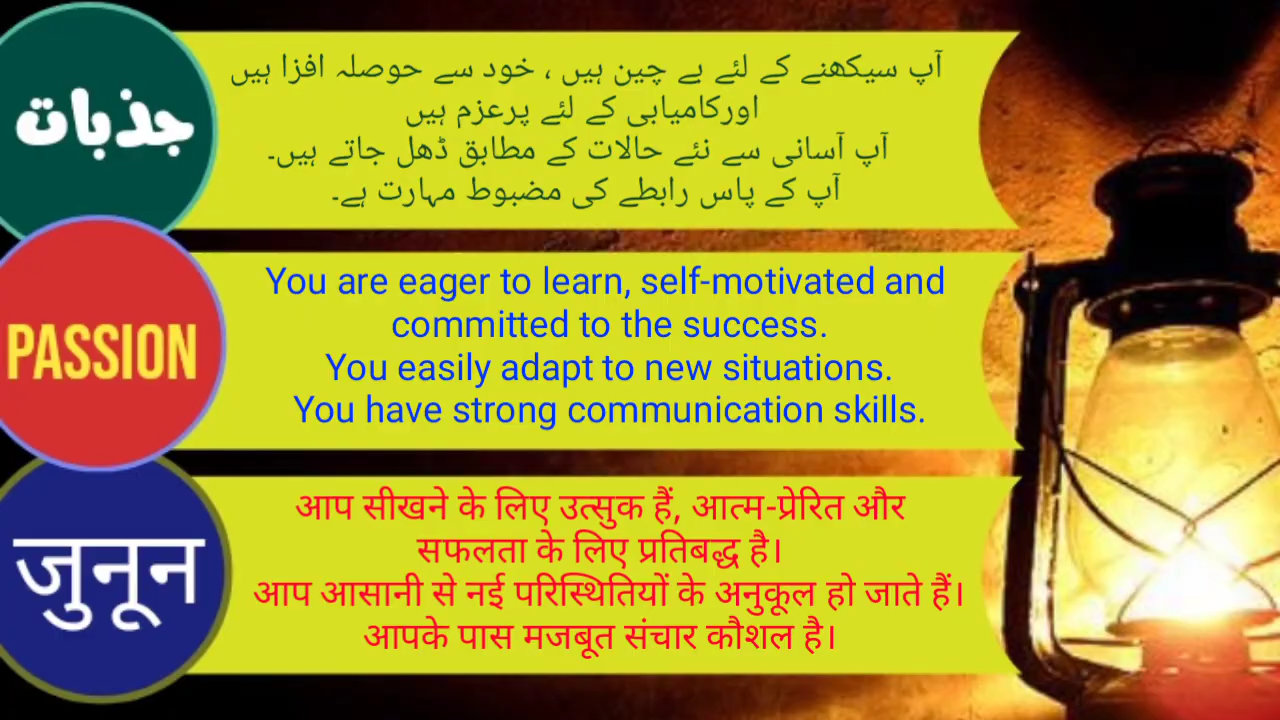 جذبات
آپ سیکھنے کے لئے بے چین ہیں ، خود سے حوصلہ افزا ہیں
اورکامیابی کے لئے پرعزم ہیں
آپ آسانی سے نئے حالات کے مطابق ڈھل جاتے ہیں۔
آپ کے پاس رابطے کی مضبوط مہارت ہے۔
PASSION
You are eager to learn, self-motivated and
committed to the success.
You easily adapt to new situations.
You have strong communication skills.
जुनून
आप सीखने के लिए उत्सुक हैं, आत्म-प्रेरित और
सफलता के लिए प्रतिबद्ध है।
आप आसानी से नई परिस्थितियों के अनुकूल हो जाते हैं।
आपके पास मजबूत संचार कौशल है।